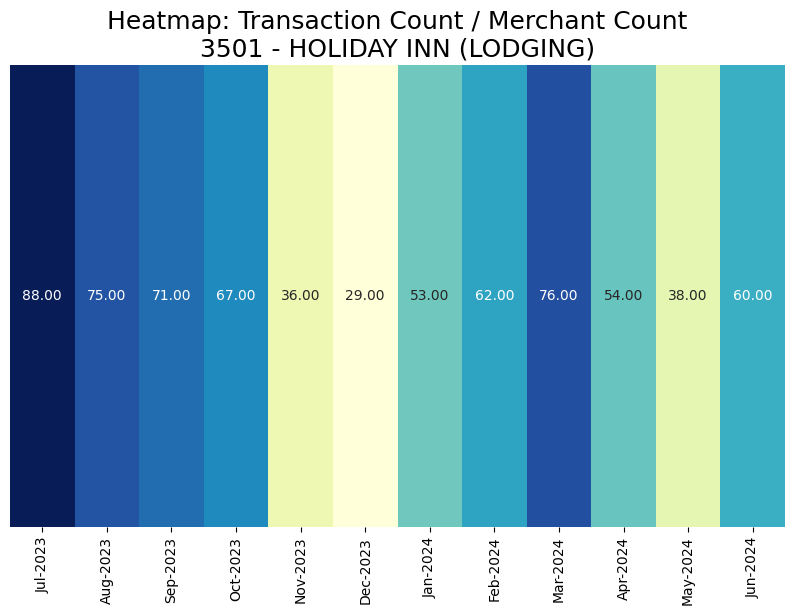 Heatmap: Transaction Count / Merchant Count
3501 - HOLIDAY INN (LODGING)
88.00 75.00 71.00 67.00 36.00 29.00 53.00 62.00 76.00 54.00 38.00 60.00
Jul-2023 Aug-2023 Sep-2023 Oct-2023 Nov-2023 Dec-2023 Jan-2024 Feb-2024 Mar-2024 Apr-2024 May-2024 Jun-2024